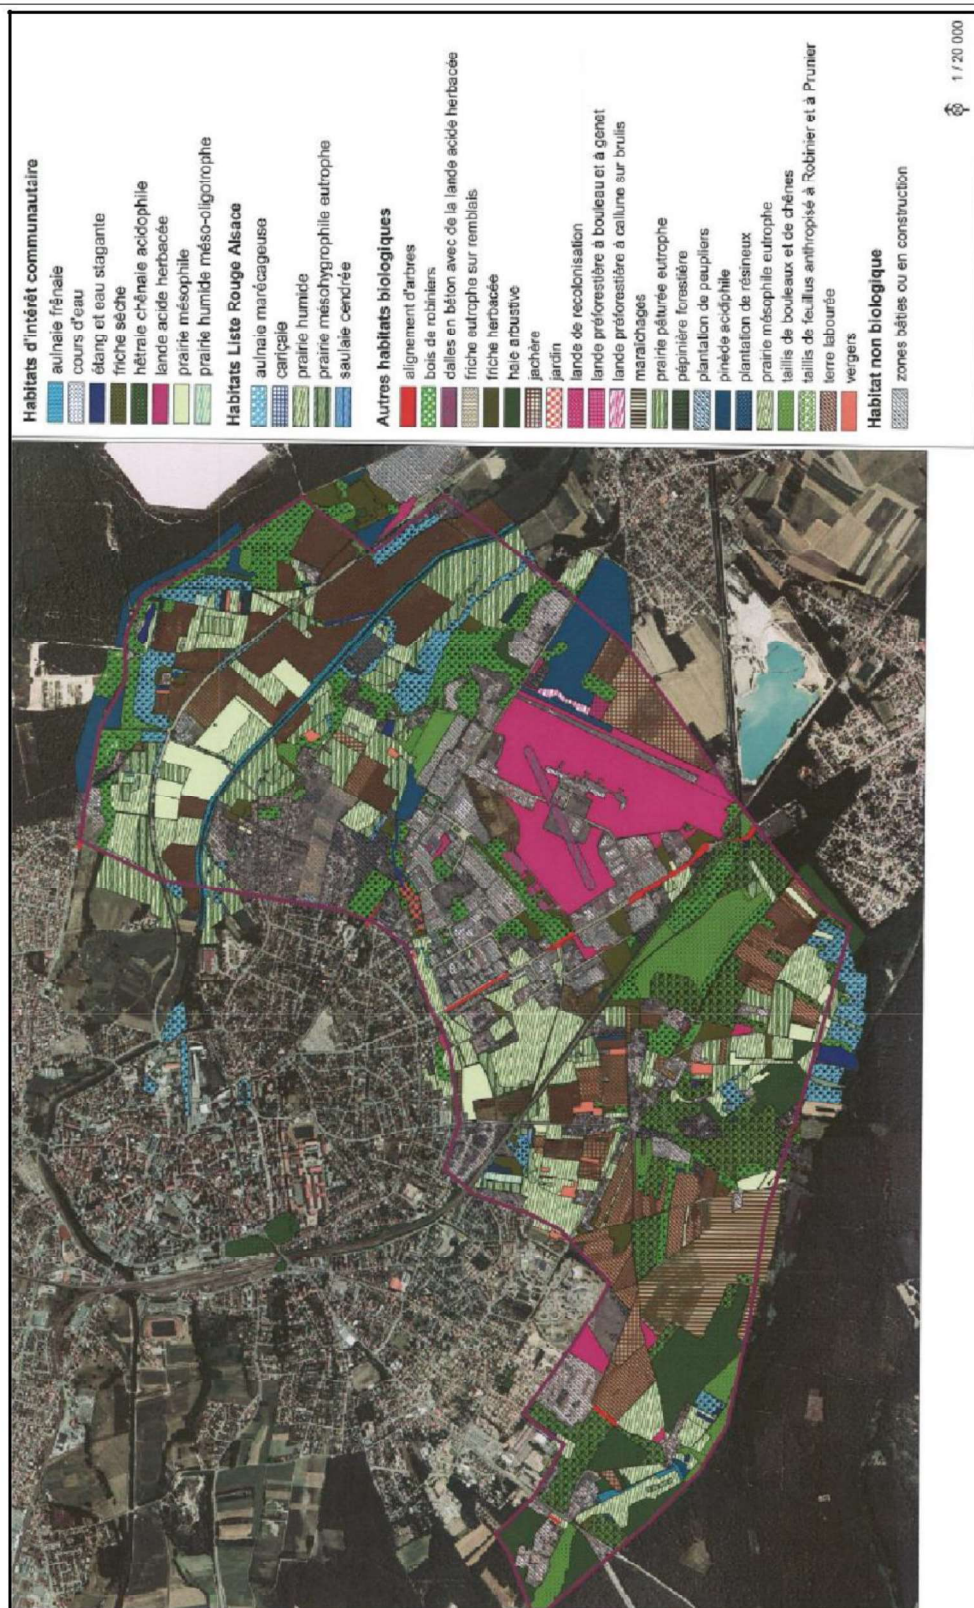 Habitats d'intérêt communautaire
aulnaie frênaie
cours d'eau
étang et eau stagante
friche sèche
hêtraie chênaie acidophile
lande acide herbacée
prairie mésophile
prairie humide méso-oligotrophe
Habitats Liste Rouge Alsace
aulnaie marécageuse
cariçaie
prairie humide
prairie mésohygrophile eutrophe
saulaie cendrée
Autres habitats biologiques
alignement d'arbres
bois de robiniers
dalles en béton avec de la lande acide herbacée
friche eutrophe sur remblais
friche herbacée
haie arbustive
jachère
jardin
lande de recolonisation
lande préforestière à bouleau et à genet
lande préforestière à callune sur brulis
maraichages
prairie pâturée eutrophe
pépinière forestière
plantation de peupliers
pinède acidiphile
plantation de résineux
prairie mésophile eutrophe
taillis de bouleaux et de chênes
taillis de feuillus anthropisé à Robinier et à Prunier
terre labourée
vergers
Habitat non biologique
zones bâties ou en construction
1 / 20 000